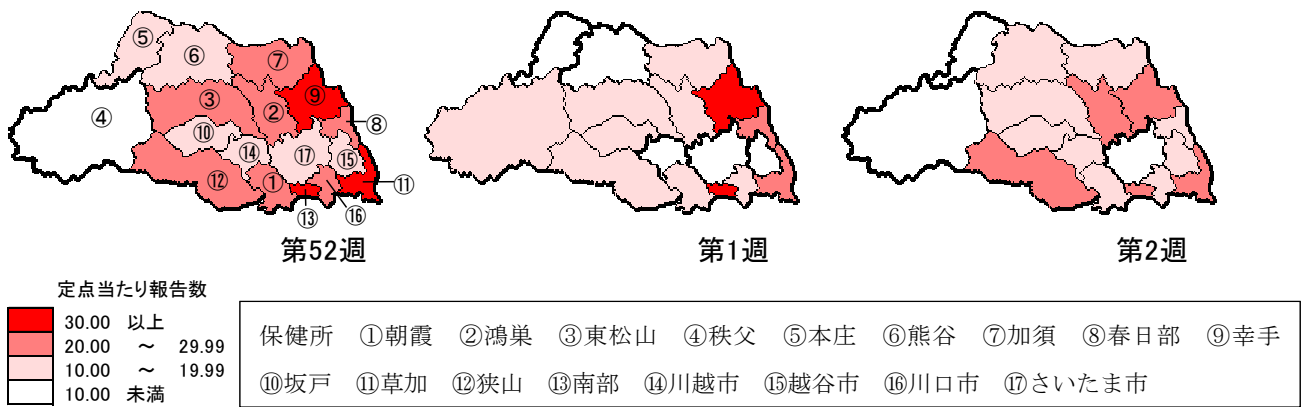 ⑤
⑥
⑦
④
③
②
⑨
⑧
⑩
⑭
⑰
⑮
⑫
①
⑪
⑬
⑯
第52週
第1週
第2週
定点当たり報告数
30.00 以上
20.00 ～ 29.99
10.00 ～ 19.99
10.00 未満
保健所 ①朝霞 ②鴻巣 ③東松山 ④秩父 ⑤本庄 ⑥熊谷 ⑦加須 ⑧春日部 ⑨幸手
⑩坂戸 ⑪草加 ⑫狭山 ⑬南部 ⑭川越市 ⑮越谷市 ⑯川口市 ⑰さいたま市